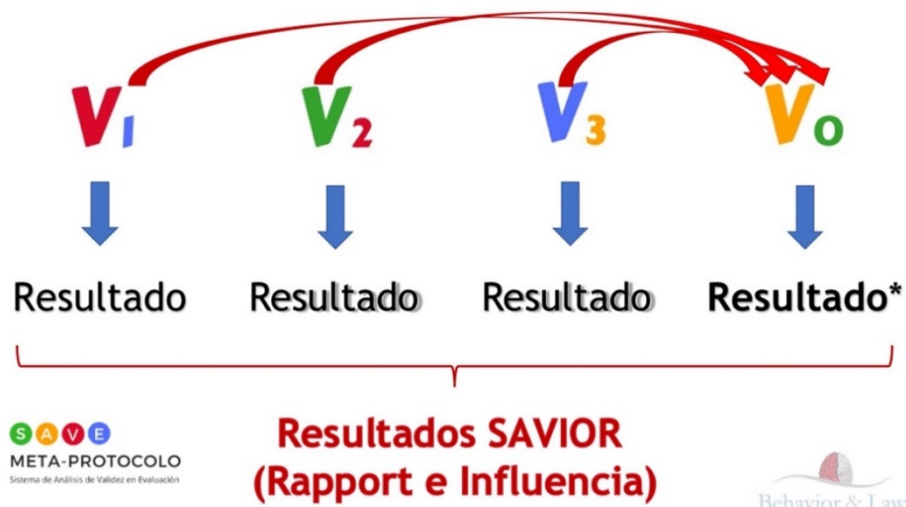 V1 V2 V3 VO
Resultado Resultado Resultado Resultado*
Resultados SAVIOR
(Rapport e Influencia)
SAVE
META-PROTOCOLO
Sistema de Análisis de Validez en Evaluación
Behavior & Law